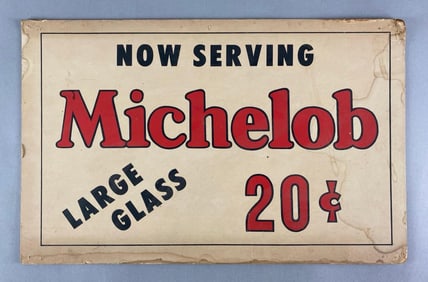 NOW SERVING
Michelob
LARGE
GLASS
20¢